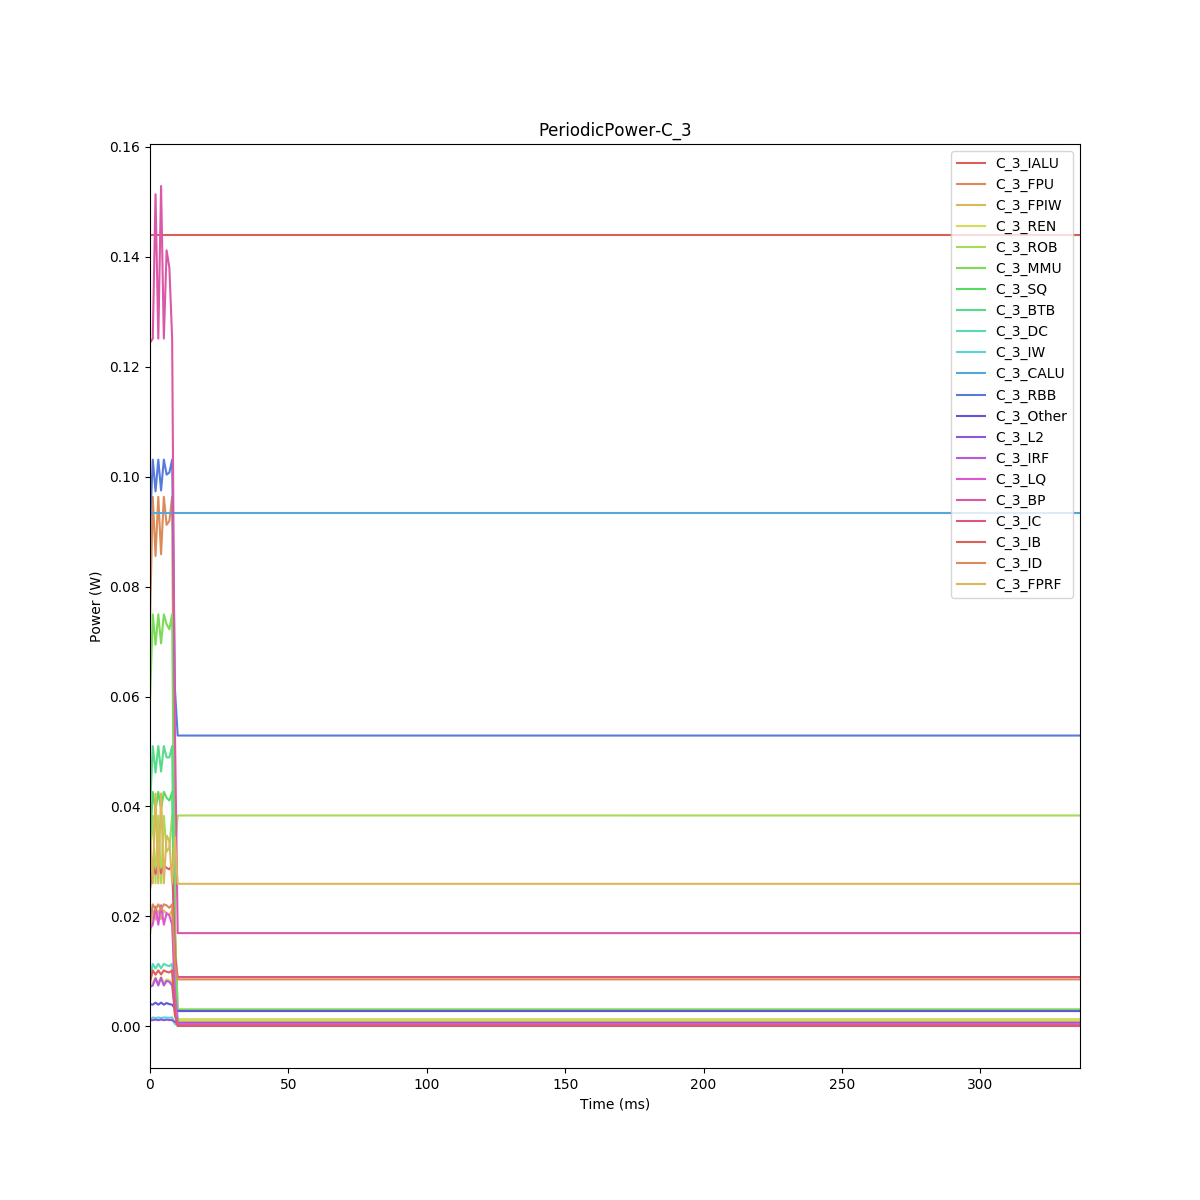 PeriodicPower-C_3
0.16
0.14
0.12
0.10
0.08
0.06
0.04
0.02
0.00
Power (W)
0
50
100
150
200
250
300
Time (ms)
C_3_IALU
C_3_FPU
C_3_FPIW
C_3_REN
C_3_ROB
C_3_MMU
C_3_SQ
C_3_BTB
C_3_DC
C_3_IW
C_3_CALU
C_3_RBB
C_3_Other
C_3_L2
C_3_IRF
C_3_LQ
C_3_BP
C_3_IC
C_3_IB
C_3_ID
C_3_FPRF